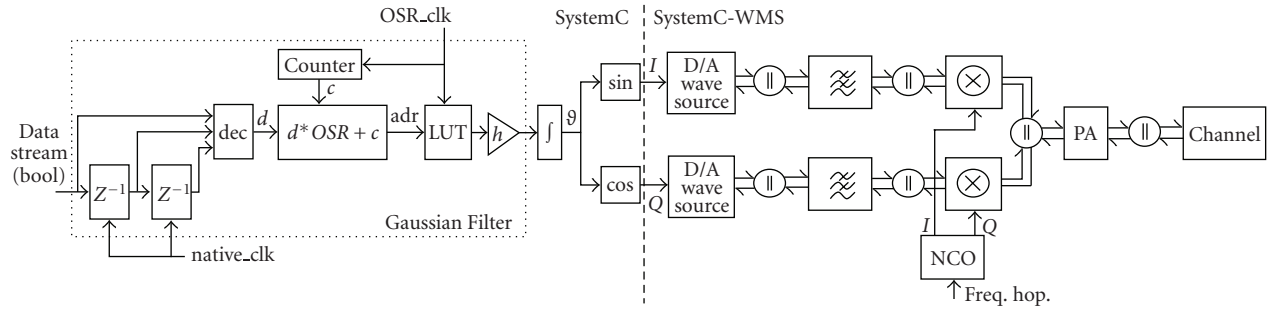 SystemC
SystemC-WMS
OSR_clk
Counter
c
Data
stream
(bool)
dec
d
d* OSR + c
adr
LUT
h
∫
ϑ
sin
cos
I
Q
D/A
wave
source
D/A
wave
source
PA
Channel
Z⁻¹
Z⁻¹
Gaussian Filter
native_clk
I
Q
NCO
Freq. hop.